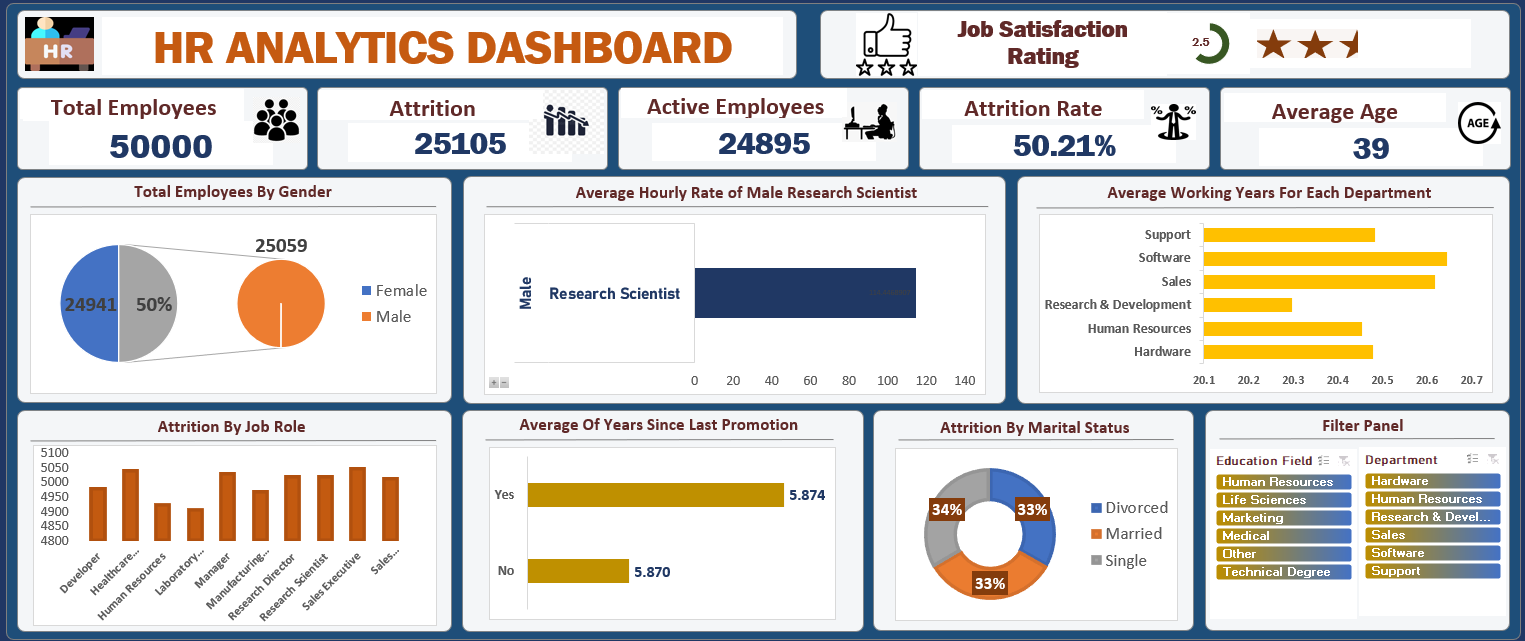 HR
HR ANALYTICS DASHBOARD
Job Satisfaction
Rating
2.5
Total Employees
50000
Attrition
25105
Active Employees
24895
Attrition Rate
% %
50.21%
Average Age
39
AGE
Total Employees By Gender
25059
24941
50%
Female
Male
Average Hourly Rate of Male Research Scientist
Male
Research Scientist
0 20 40 60 80 100 120 140
Average Working Years For Each Department
Support
Software
Sales
Research & Development
Human Resources
Hardware
20.1 20.2 20.3 20.4 20.5 20.6 20.7
Attrition By Job Role
5100
5050
5000
4950
4900
4850
4800
Developer
Healthcare...
Human Resources
Laboratory...
Manager
Manufacturing...
Research Director
Research Scientist
Sales Executive
Sales...
Average Of Years Since Last Promotion
Yes
5.874
No
5.870
Attrition By Marital Status
34%
33%
33%
Divorced
Married
Single
Filter Panel
Education Field
Human Resources
Life Sciences
Marketing
Medical
Other
Technical Degree
Department
Hardware
Human Resources
Research & Devel...
Sales
Software
Support